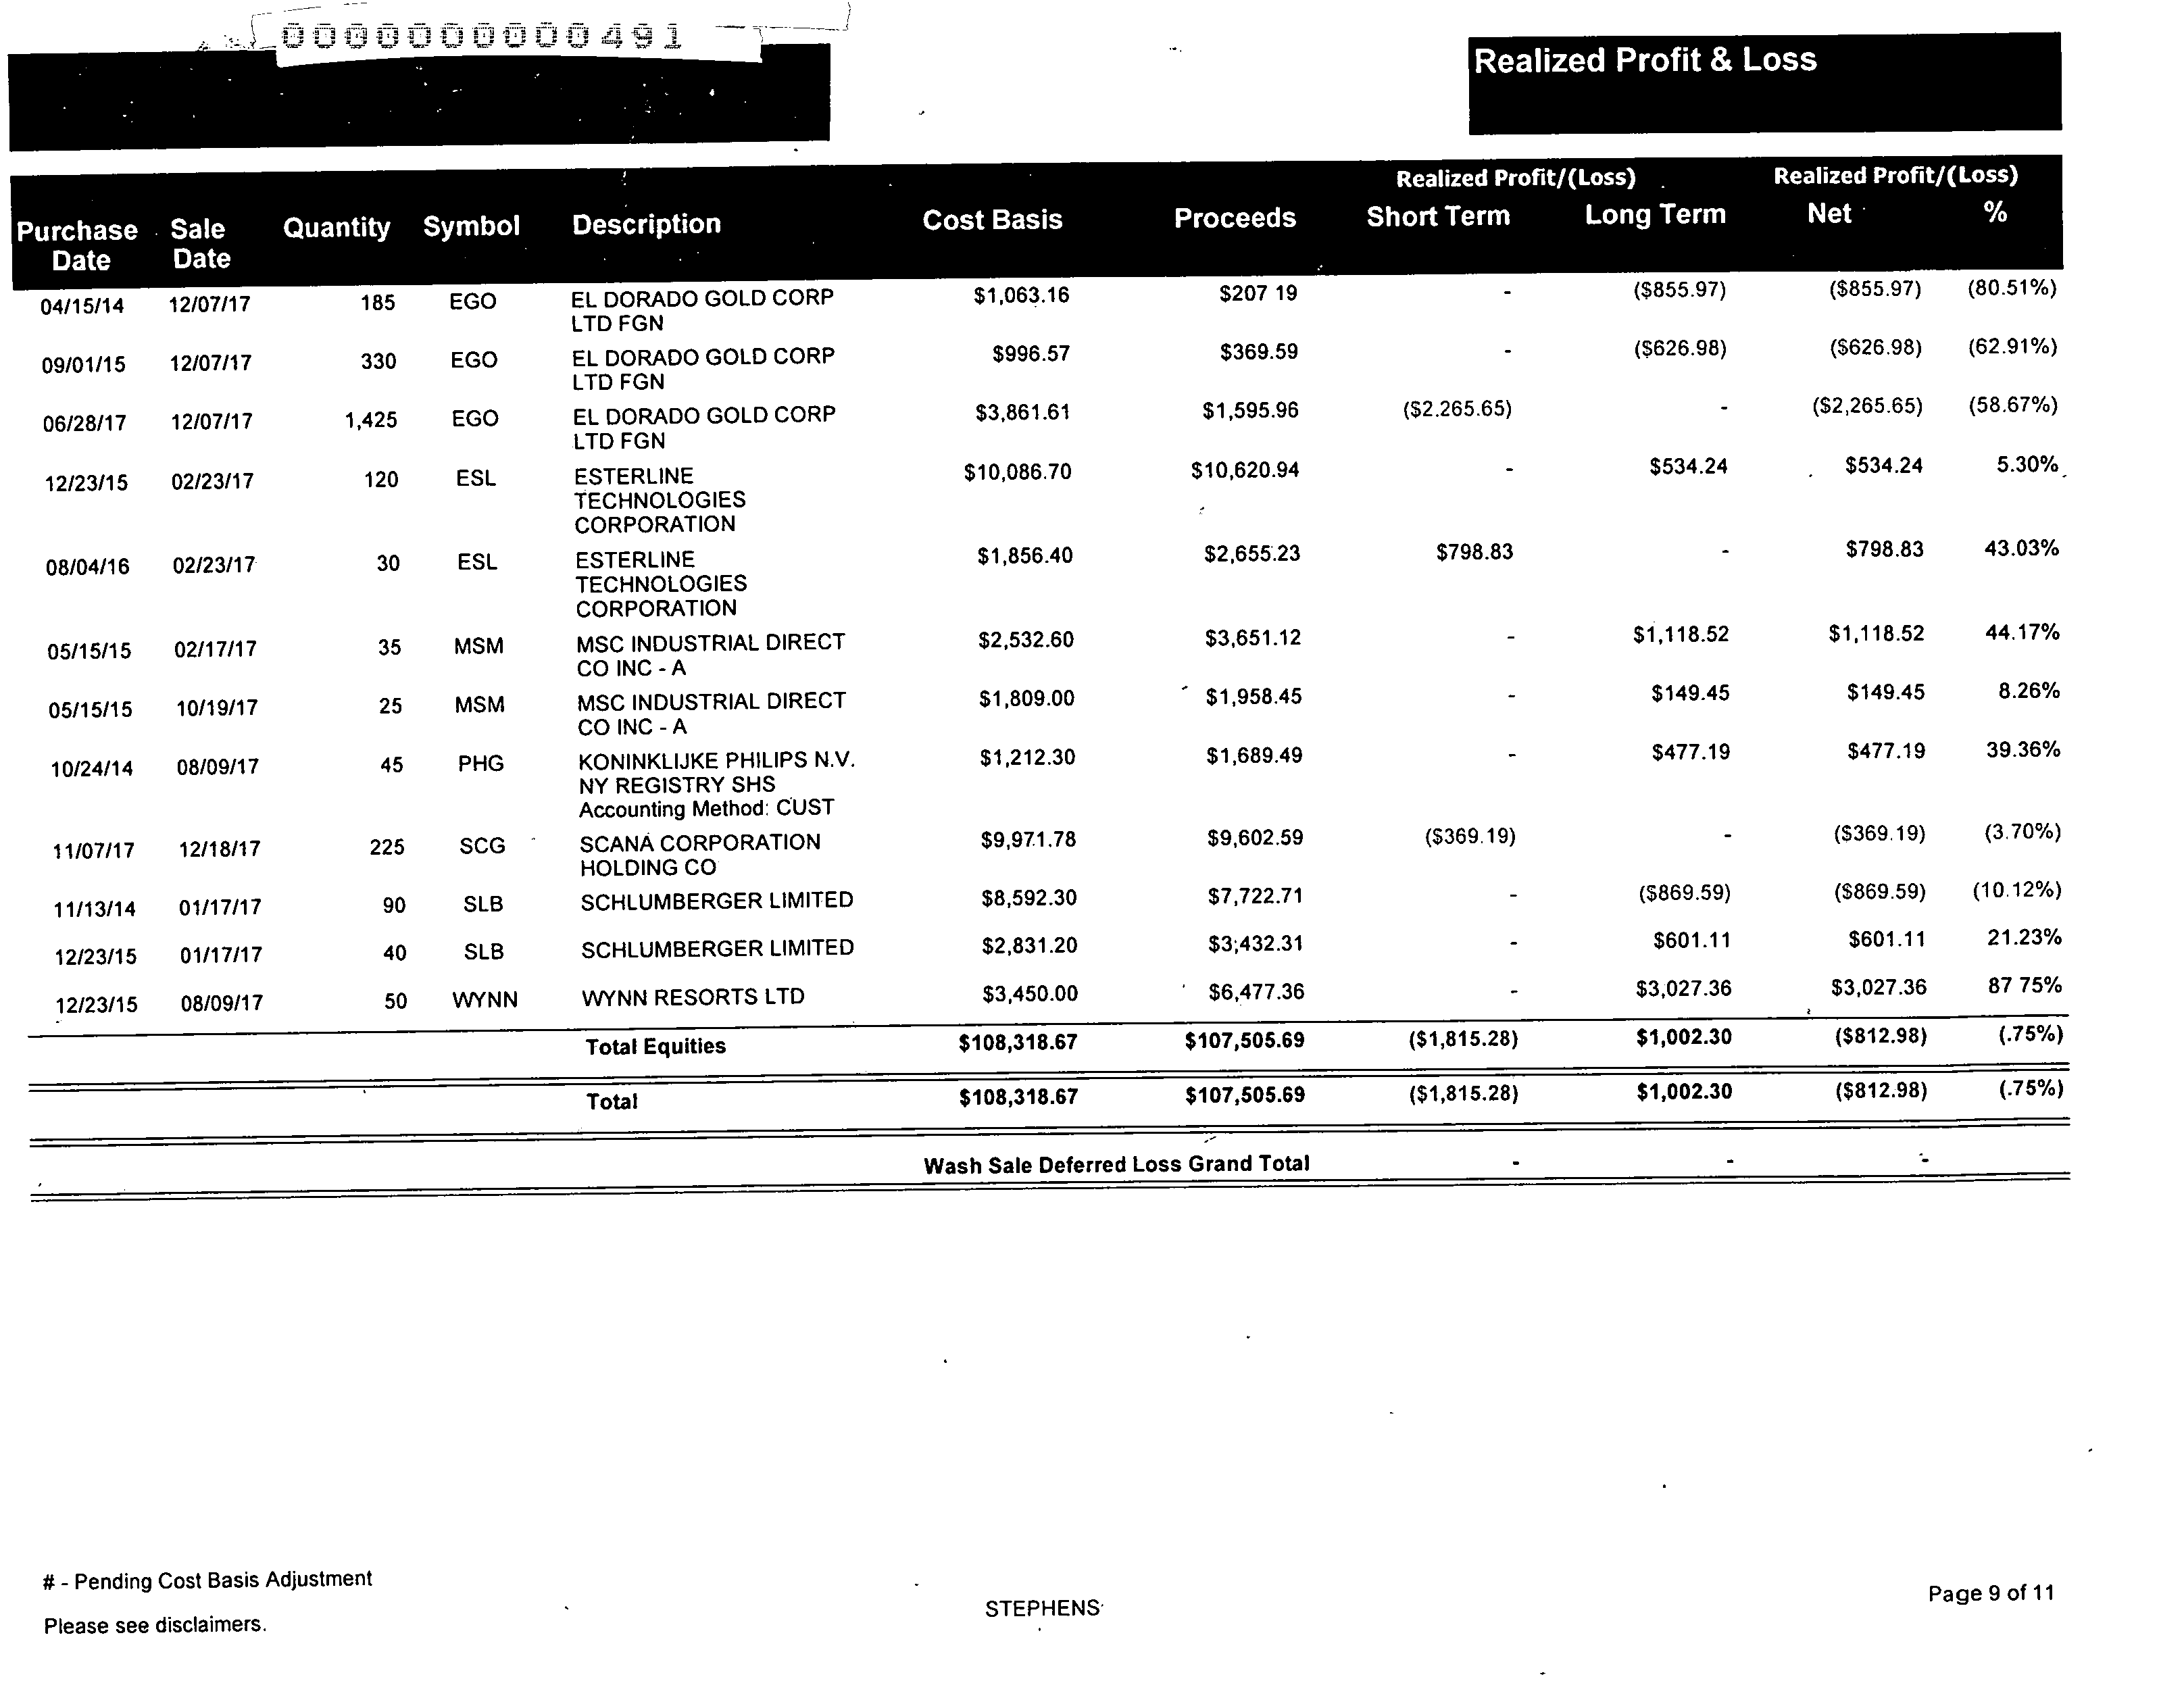 0000000000491
Realized Profit & Loss
Realized Profit/(Loss) Realized Profit/(Loss)
Purchase Date Sale Date Quantity Symbol Description Cost Basis Proceeds Short Term Long Term Net %
04/15/14 12/07/17 185 EGO EL DORADO GOLD CORP $1,063.16 $207 19 - ($855.97) ($855.97) (80.51%)
LTD FGN
09/01/15 12/07/17 330 EGO EL DORADO GOLD CORP $996.57 $369.59 - ($626.98) ($626.98) (62.91%)
LTD FGN
06/28/17 12/07/17 1,425 EGO EL DORADO GOLD CORP $3,861.61 $1,595.96 ($2.265.65) - ($2,265.65) (58.67%)
LTD FGN
12/23/15 02/23/17 120 ESL ESTERLINE $10,086.70 $10,620.94 - $534.24 $534.24 5.30%
TECHNOLOGIES
CORPORATION
08/04/16 02/23/17 30 ESL ESTERLINE $1,856.40 $2,655.23 $798.83 - $798.83 43.03%
TECHNOLOGIES
CORPORATION
05/15/15 02/17/17 35 MSM MSC INDUSTRIAL DIRECT $2,532.60 $3,651.12 - $1,118.52 $1,118.52 44.17%
CO INC - A
05/15/15 10/19/17 25 MSM MSC INDUSTRIAL DIRECT $1,809.00 $1,958.45 - $149.45 $149.45 8.26%
CO INC - A
10/24/14 08/09/17 45 PHG KONINKLIJKE PHILIPS N.V. $1,212.30 $1,689.49 - $477.19 $477.19 39.36%
NY REGISTRY SHS
Accounting Method: CUST
11/07/17 12/18/17 225 SCG SCANA CORPORATION $9,971.78 $9,602.59 ($369.19) - ($369.19) (3.70%)
HOLDING CO
11/13/14 01/17/17 90 SLB SCHLUMBERGER LIMITED $8,592.30 $7,722.71 - ($869.59) ($869.59) (10.12%)
12/23/15 01/17/17 40 SLB SCHLUMBERGER LIMITED $2,831.20 $3,432.31 - $601.11 $601.11 21.23%
12/23/15 08/09/17 50 WYNN WYNN RESORTS LTD $3,450.00 $6,477.36 - $3,027.36 $3,027.36 87 75%
Total Equities $108,318.67 $107,505.69 ($1,815.28) $1,002.30 ($812.98) (.75%)
Total $108,318.67 $107,505.69 ($1,815.28) $1,002.30 ($812.98) (.75%)
Wash Sale Deferred Loss Grand Total - - -
# - Pending Cost Basis Adjustment
Please see disclaimers.
STEPHENS
Page 9 of 11